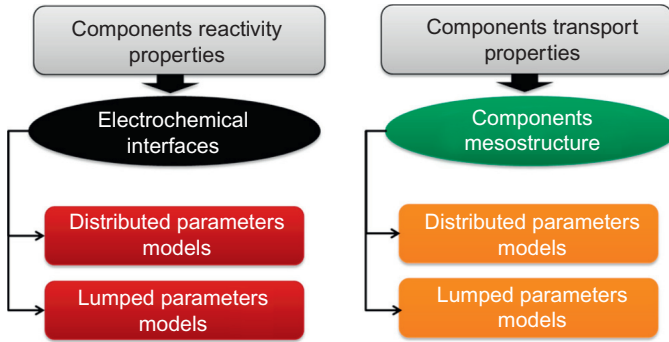 Components reactivity
properties
Electrochemical
interfaces
Distributed parameters
models
Lumped parameters
models
Components transport
properties
Components
mesostructure
Distributed parameters
models
Lumped parameters
models